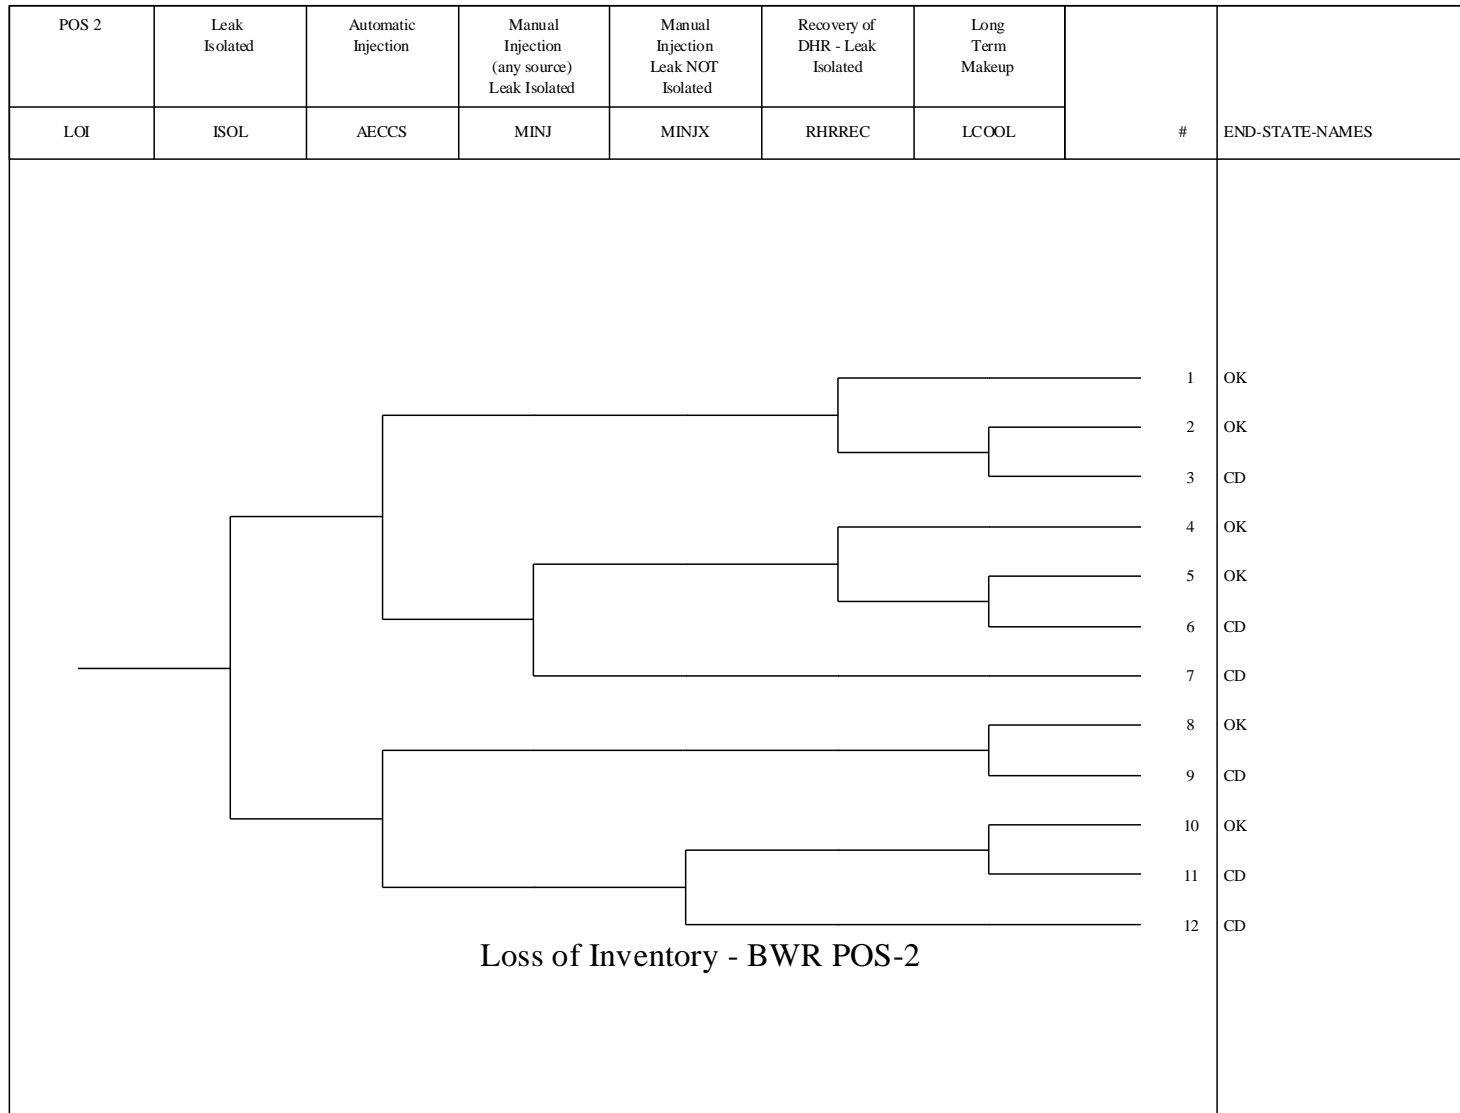 POS 2
Leak
Isolated
Automatic
Injection
Manual
Injection
(any source)
Leak Isolated
Manual
Injection
Leak NOT
Isolated
Recovery of
DHR - Leak
Isolated
Long
Term
Makeup
LOI
ISOL
AECCS
MINJ
MINJX
RHRREC
LCOOL
#
END-STATE-NAMES
1 OK
2 OK
3 CD
4 OK
5 OK
6 CD
7 CD
8 OK
9 CD
10 OK
11 CD
12 CD
Loss of Inventory - BWR POS-2